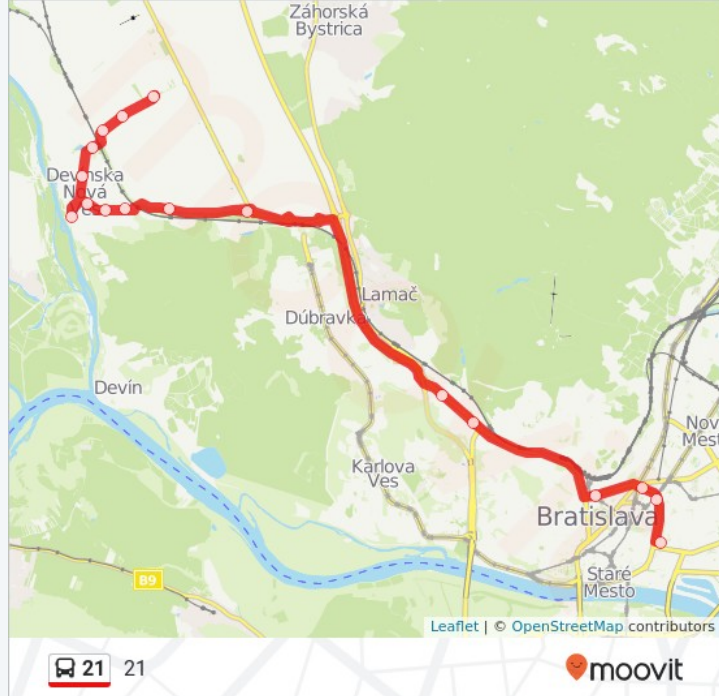 Záhorská
Bystrica
Devínska
Nová
Ves
Lamač
Dúbravka
Devín
Karlova
Ves
Nov
Mest
Bratislava
Staré
Mesto
B9
Leaflet | © OpenStreetMap contributors
21 21
moovit